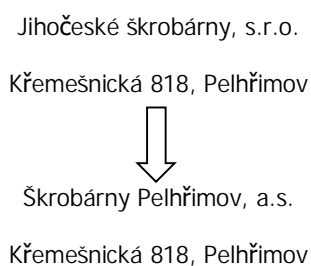 Jihočeské škrobárny, s.r.o.
Křemešnická 818, Pelhřimov
Škrobárny Pelhřimov, a.s.
Křemešnická 818, Pelhřimov